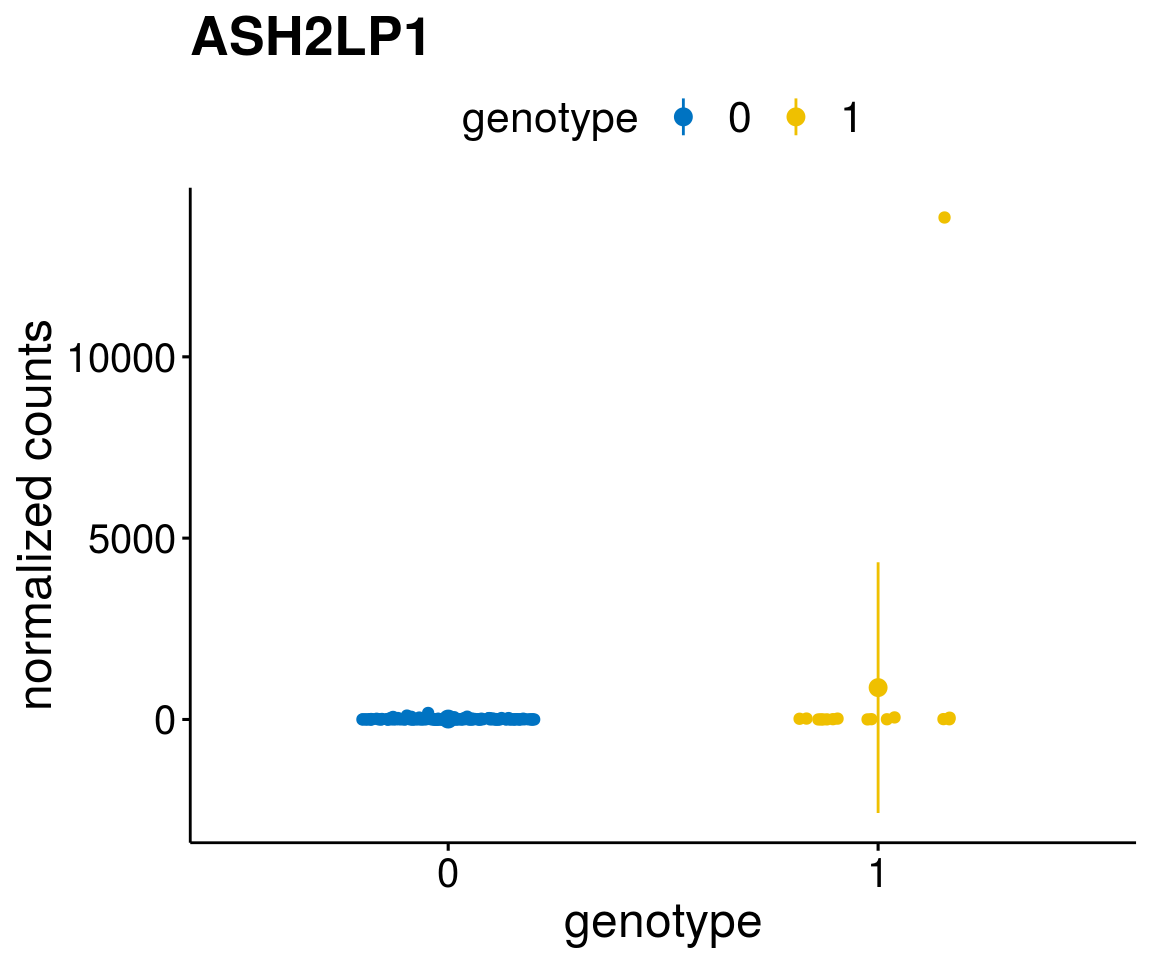 ASH2LP1
genotype 0 1
normalized counts
10000
5000
0
0 1
genotype